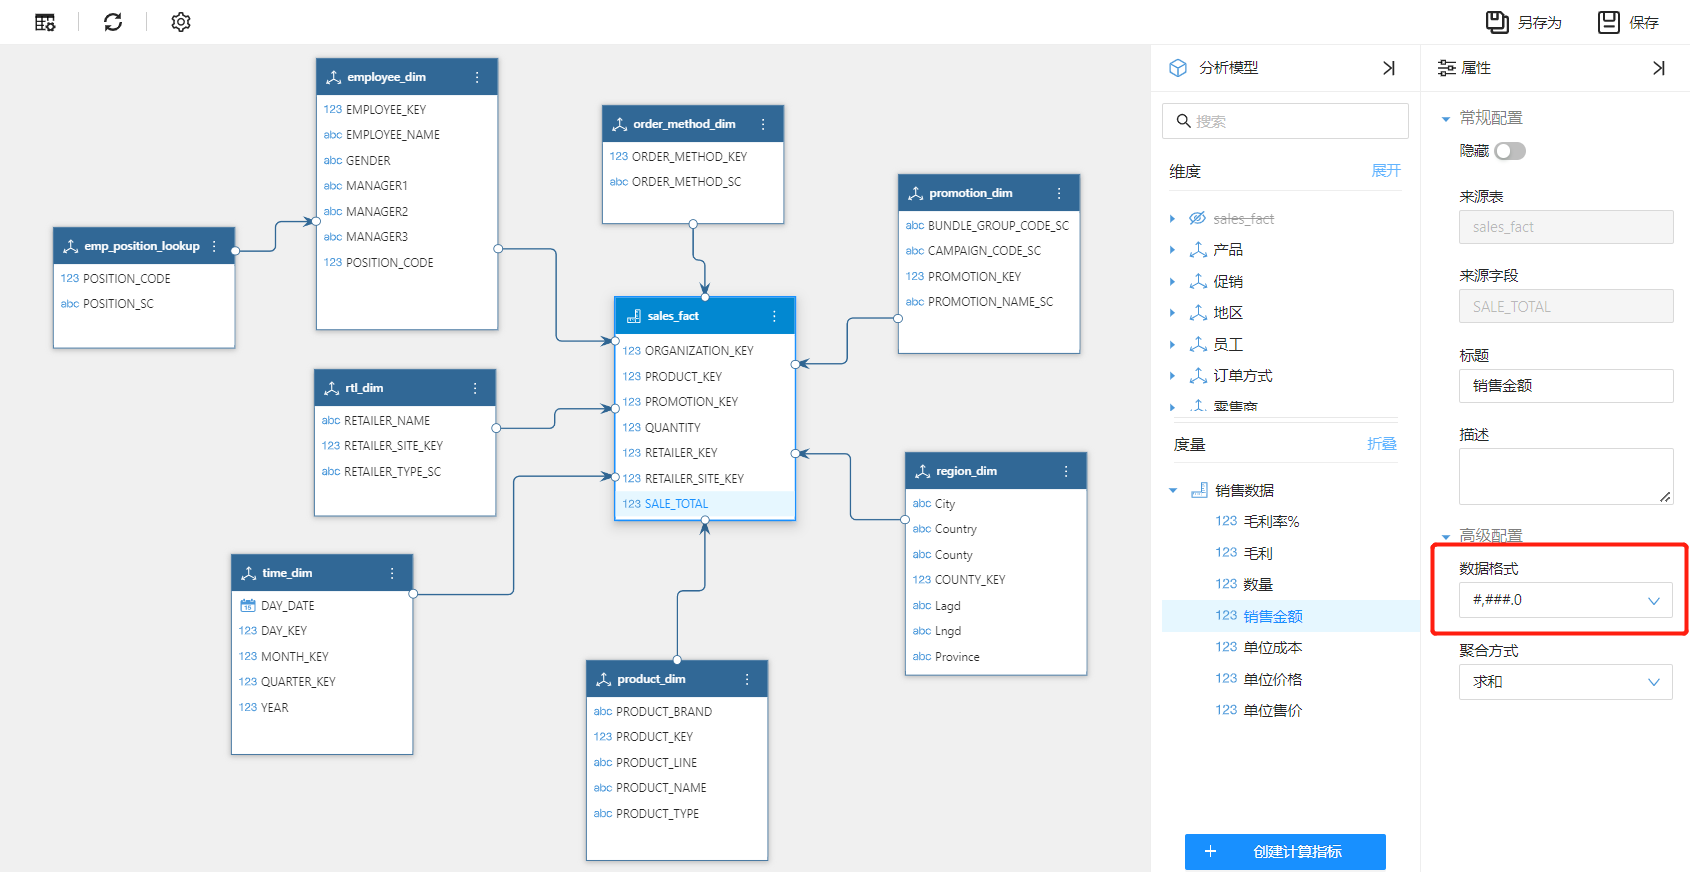 另存为
保存
employee_dim
123 EMPLOYEE_KEY
abc EMPLOYEE_NAME
abc GENDER
abc MANAGER1
abc MANAGER2
abc MANAGER3
123 POSITION_CODE
order_method_dim
123 ORDER_METHOD_KEY
abc ORDER_METHOD_SC
promotion_dim
abc BUNDLE_GROUP_CODE_SC
abc CAMPAIGN_CODE_SC
123 PROMOTION_KEY
abc PROMOTION_NAME_SC
emp_position_lookup
123 POSITION_CODE
abc POSITION_SC
sales_fact
123 ORGANIZATION_KEY
123 PRODUCT_KEY
123 PROMOTION_KEY
123 QUANTITY
123 RETAILER_KEY
123 RETAILER_SITE_KEY
123 SALE_TOTAL
rtl_dim
abc RETAILER_NAME
123 RETAILER_SITE_KEY
abc RETAILER_TYPE_SC
region_dim
abc City
abc Country
abc County
123 COUNTY_KEY
abc Lagd
abc Lngd
abc Province
time_dim
15 DAY_DATE
123 DAY_KEY
123 MONTH_KEY
123 QUARTER_KEY
123 YEAR
product_dim
abc PRODUCT_BRAND
123 PRODUCT_KEY
abc PRODUCT_LINE
abc PRODUCT_NAME
abc PRODUCT_TYPE
分析模型
搜索
维度 展开
sales_fact
产品
促销
地区
员工
订单方式
零售商
度量 折叠
销售数据
123 毛利率%
123 毛利
123 数量
123 销售金额
123 单位成本
123 单位价格
123 单位售价
+ 创建计算指标
属性
常规配置
隐藏
来源表
sales_fact
来源字段
SALE_TOTAL
标题
销售金额
描述
高级配置
数据格式
#,###.0
聚合方式
求和